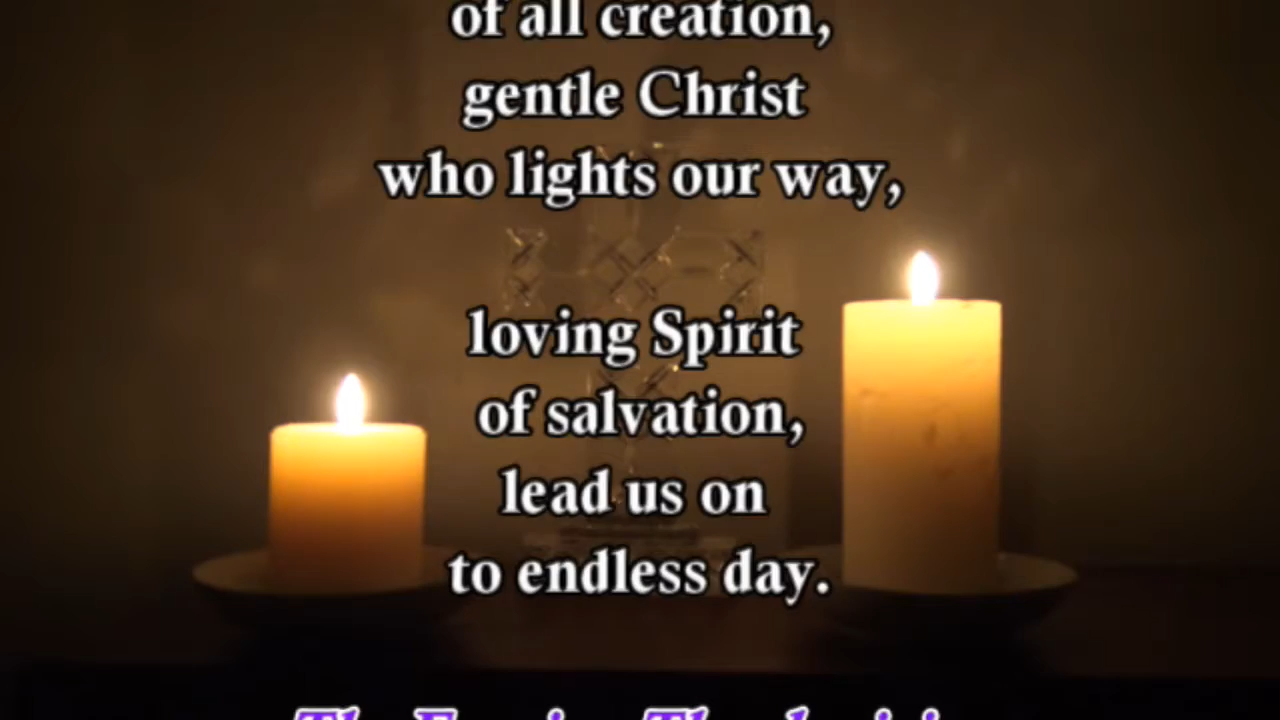 of all creation,
gentle Christ
who lights our way,
loving Spirit
of salvation,
lead us on
to endless day.